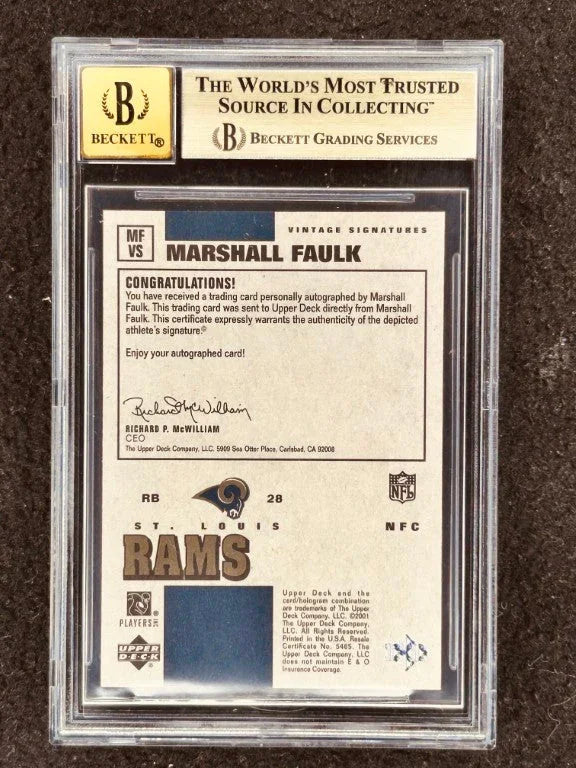 THE WORLD'S MOST TRUSTED
SOURCE IN COLLECTING™
B
BECKETT®
B BECKETT GRADING SERVICES
VINTAGE SIGNATURES
MF
VS
MARSHALL FAULK
CONGRATULATIONS!
You have received a trading card personally autographed by Marshall
Faulk. This trading card was sent to Upper Deck directly from Marshall
Faulk. This certificate expressly warrants the authenticity of the depicted
athlete's signature.®
Enjoy your autographed card!
Richard P. McWilliam
RICHARD P. McWILLIAM
CEO
The Upper Deck Company, LLC. 5909 Sea Otter Place, Carlsbad, CA 92008
RB
28
NFL
ST. LOUIS
NFC
RAMS
PLAYERS INC
UPPER
DECK
Upper Deck and the
card/hologram combination
are trademarks of The Upper
Deck Company, LLC. ©2001
The Upper Deck Company,
LLC. All Rights Reserved.
Printed in the U.S.A. Resale
Certificate No. 5465. The
Upper Deck Company, LLC
does not maintain E & O
Insurance Coverage.